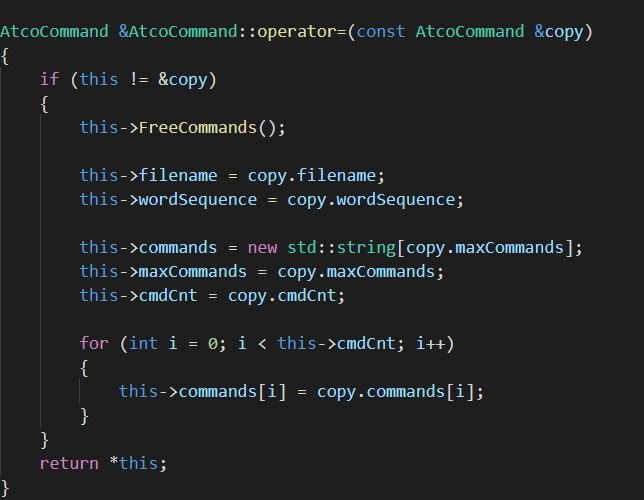 AtcoCommand &AtcoCommand::operator=(const AtcoCommand &copy)
{
    if (this != &copy)
    {
        this->FreeCommands();

        this->filename = copy.filename;
        this->wordSequence = copy.wordSequence;

        this->commands = new std::string[copy.maxCommands];
        this->maxCommands = copy.maxCommands;
        this->cmdCnt = copy.cmdCnt;

        for (int i = 0; i < this->cmdCnt; i++)
        {
            this->commands[i] = copy.commands[i];
        }
    }
    return *this;
}